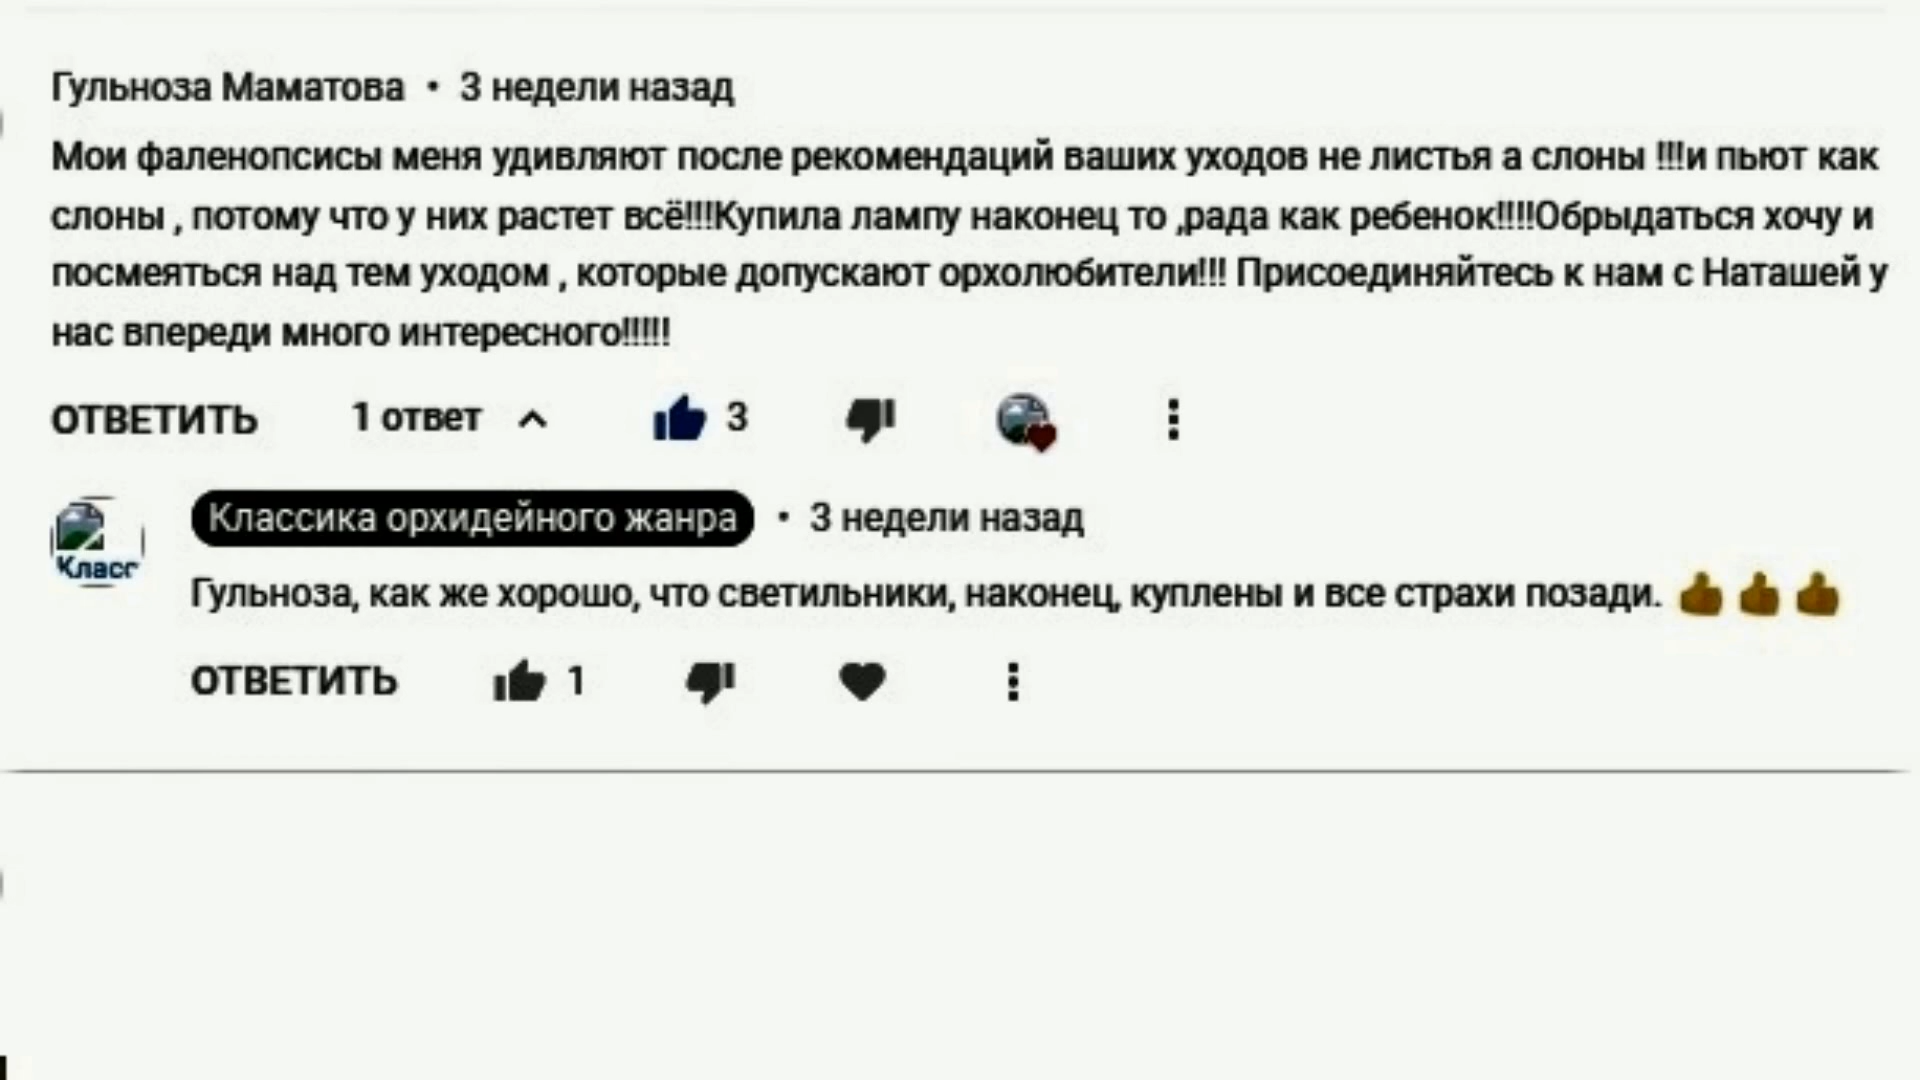 Гульноза Маматова • 3 недели назад
Мои фаленопсисы меня удивляют после рекомендаций ваших уходов не листья а слоны !!!и пьют как
слоны , потому что у них растет всё!!!Купила лампу наконец то ,рада как ребенок!!!!Обрыдаться хочу и
посмеяться над тем уходом , которые допускают орхолюбители!!! Присоединяйтесь к нам с Наташей у
нас впереди много интересного!!!!!
ОТВЕТИТЬ 1 ответ 3
Классика орхидейного жанра • 3 недели назад
Класс
Гульноза, как же хорошо, что светильники, наконец, куплены и все страхи позади. 👍👍👍
ОТВЕТИТЬ 1